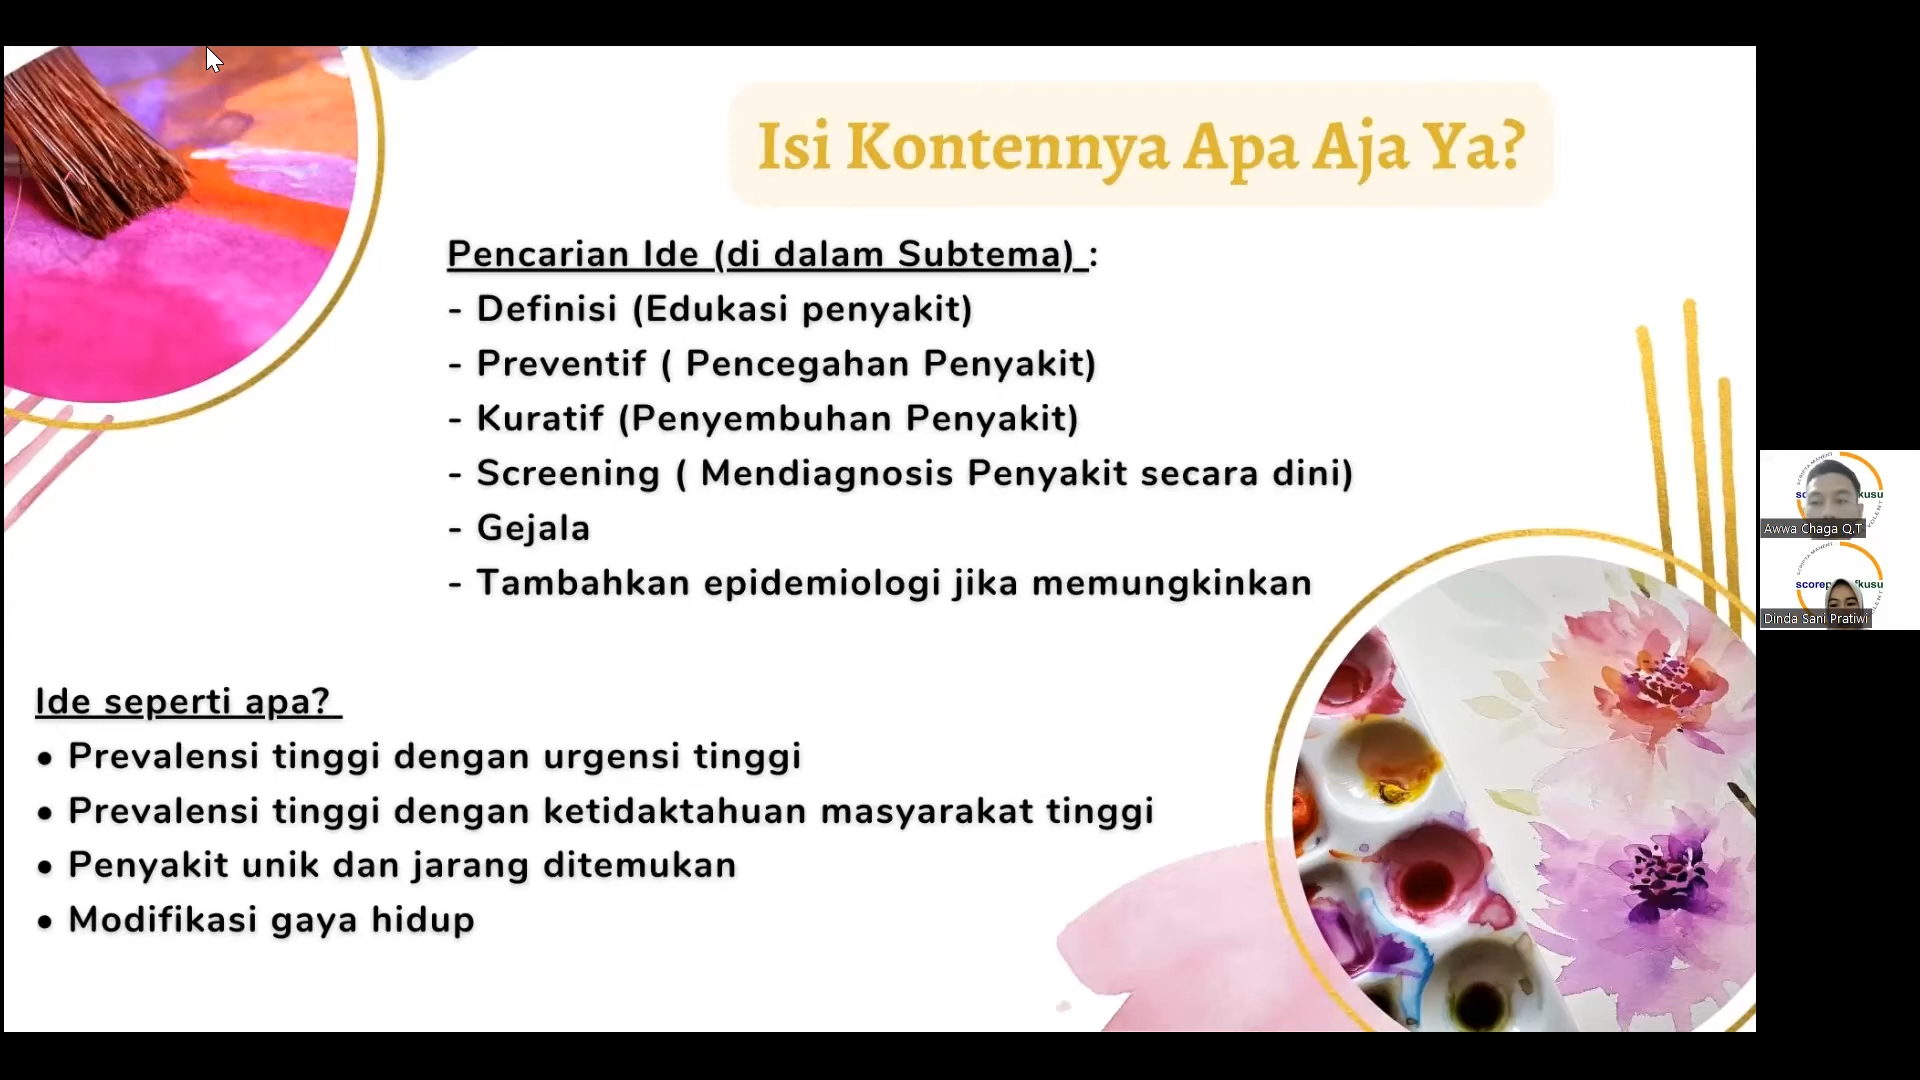 Isi Kontennya Apa Aja Ya?
Pencarian Ide (di dalam Subtema) :
- Definisi (Edukasi penyakit)
- Preventif ( Pencegahan Penyakit)
- Kuratif (Penyembuhan Penyakit)
- Screening ( Mendiagnosis Penyakit secara dini)
- Gejala
- Tambahkan epidemiologi jika memungkinkan
Ide seperti apa?
• Prevalensi tinggi dengan urgensi tinggi
• Prevalensi tinggi dengan ketidaktahuan masyarakat tinggi
• Penyakit unik dan jarang ditemukan
• Modifikasi gaya hidup
Awwa Chaga Q.T
Dinda Sani Pratiwi